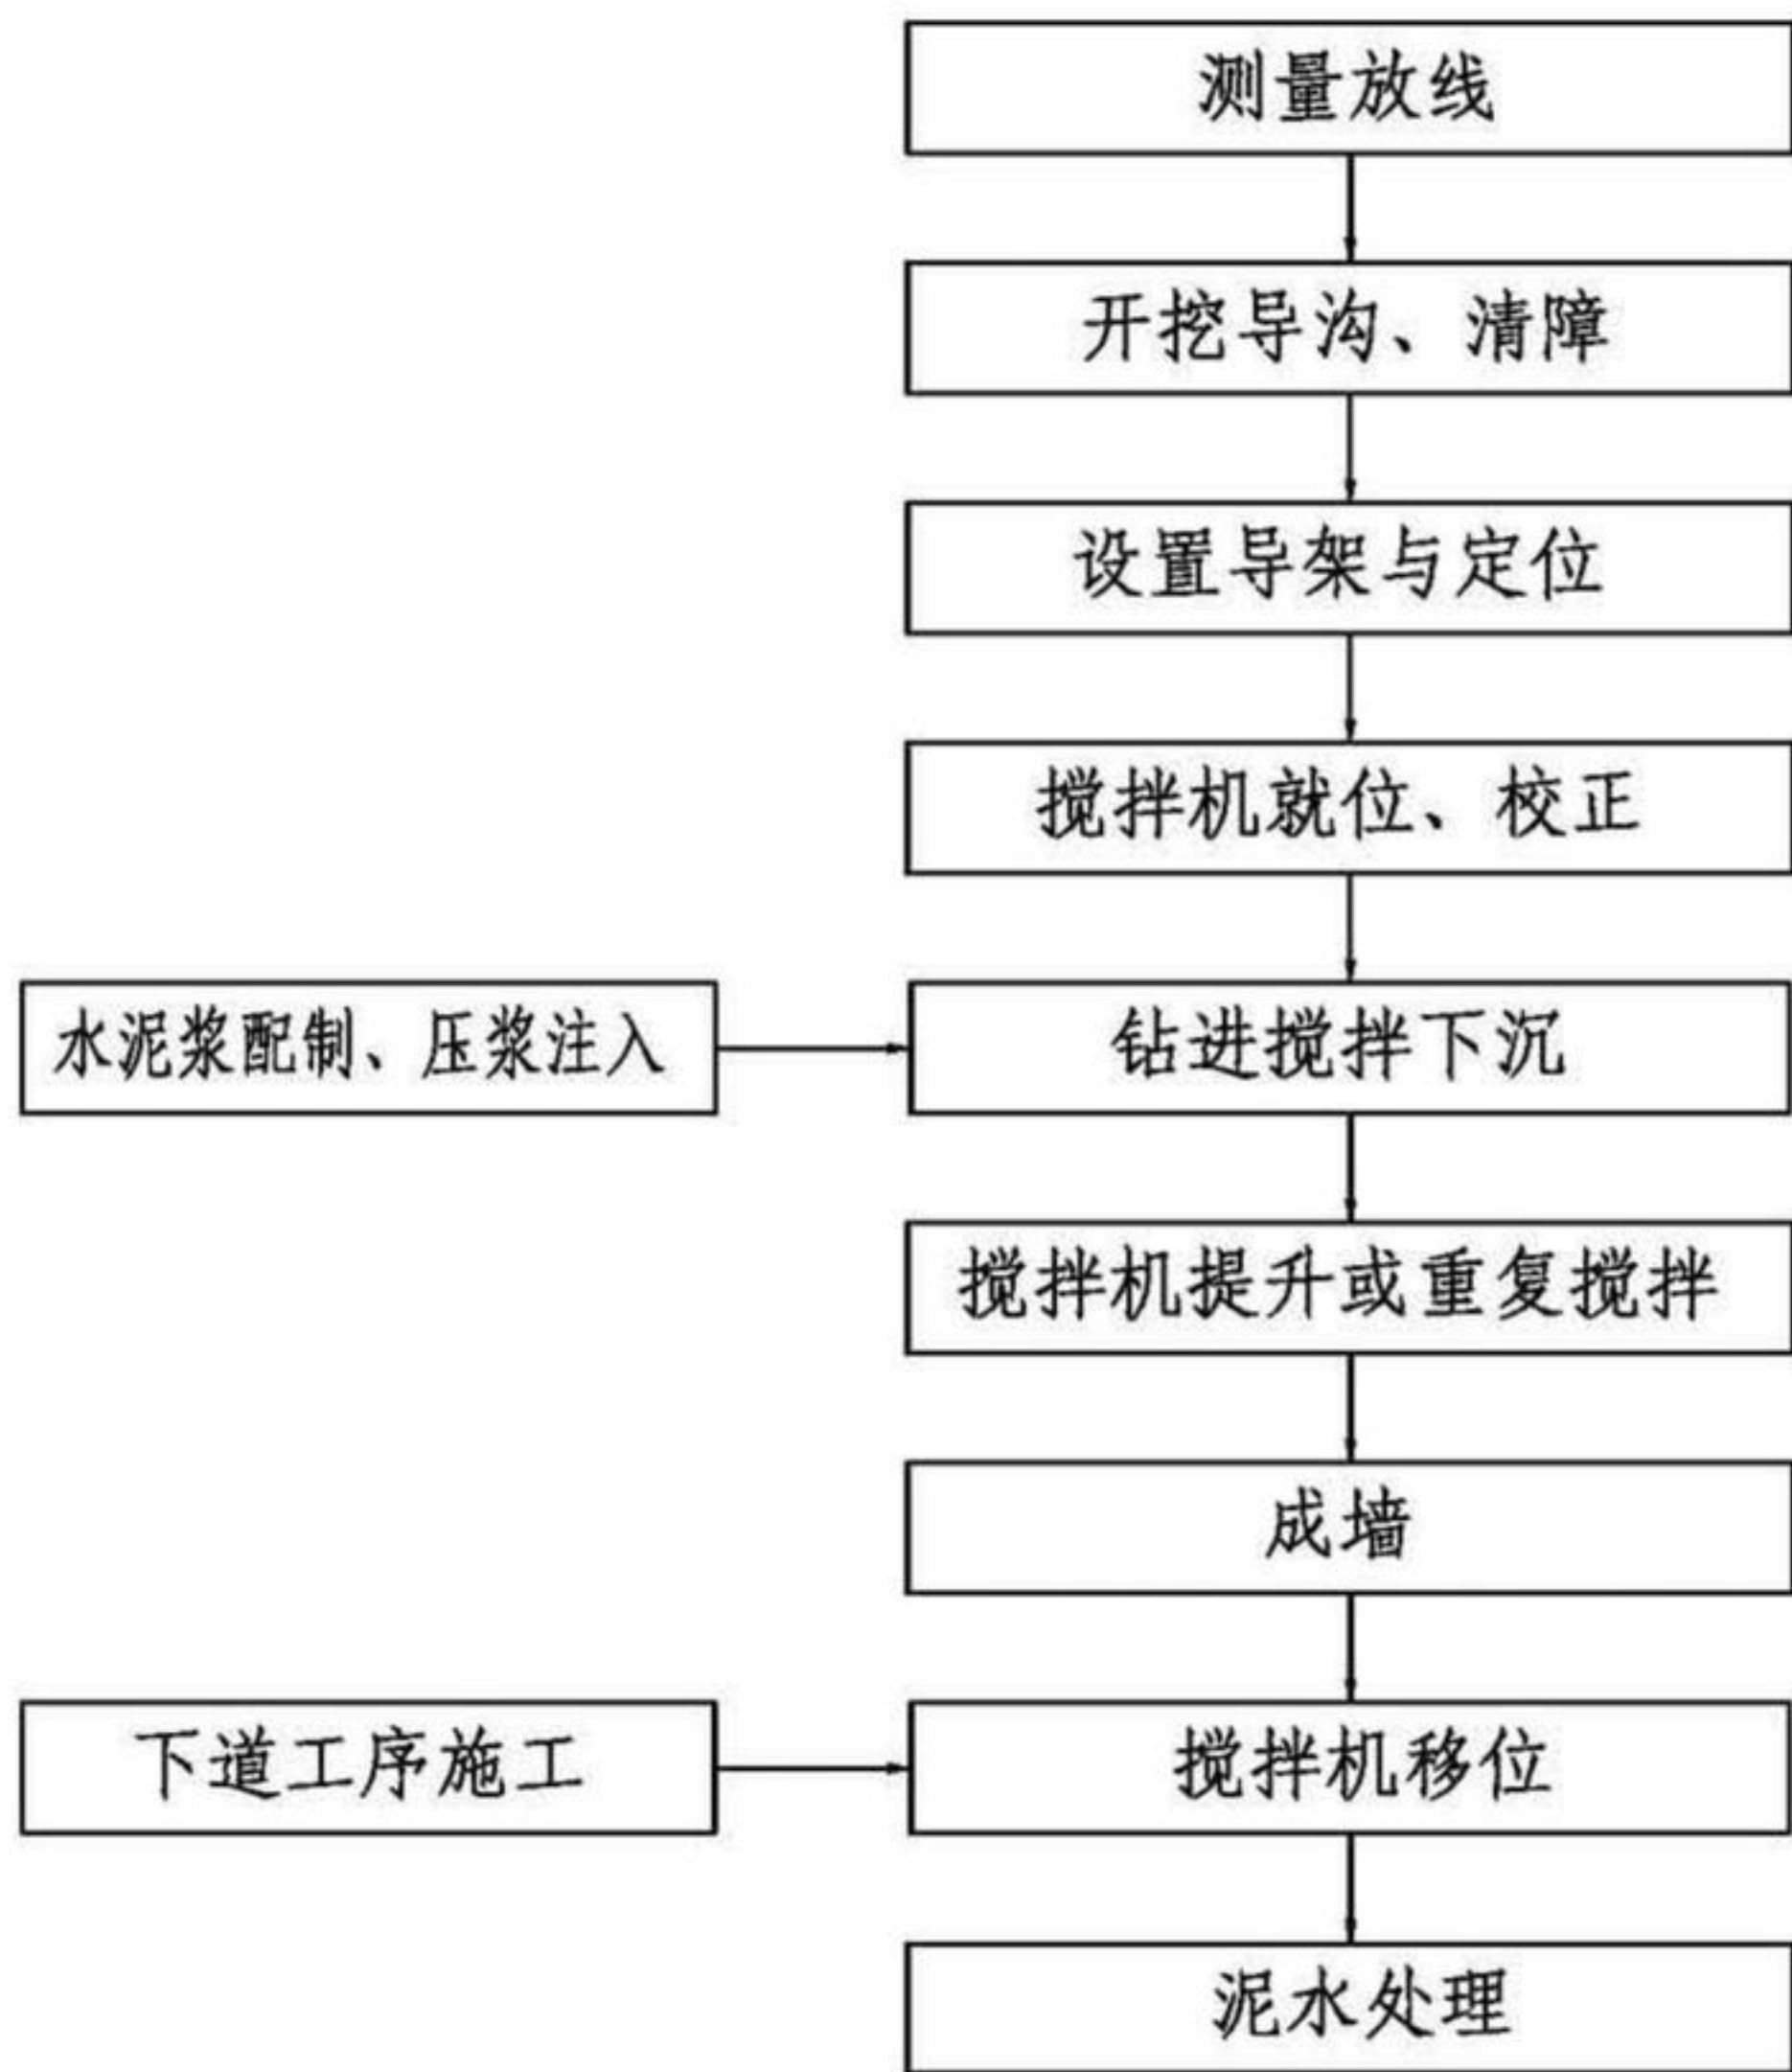 测量放线
开挖导沟、清障
设置导架与定位
搅拌机就位、校正
水泥浆配制、压浆注入
钻进搅拌下沉
搅拌机提升或重复搅拌
成墙
下道工序施工
搅拌机移位
泥水处理